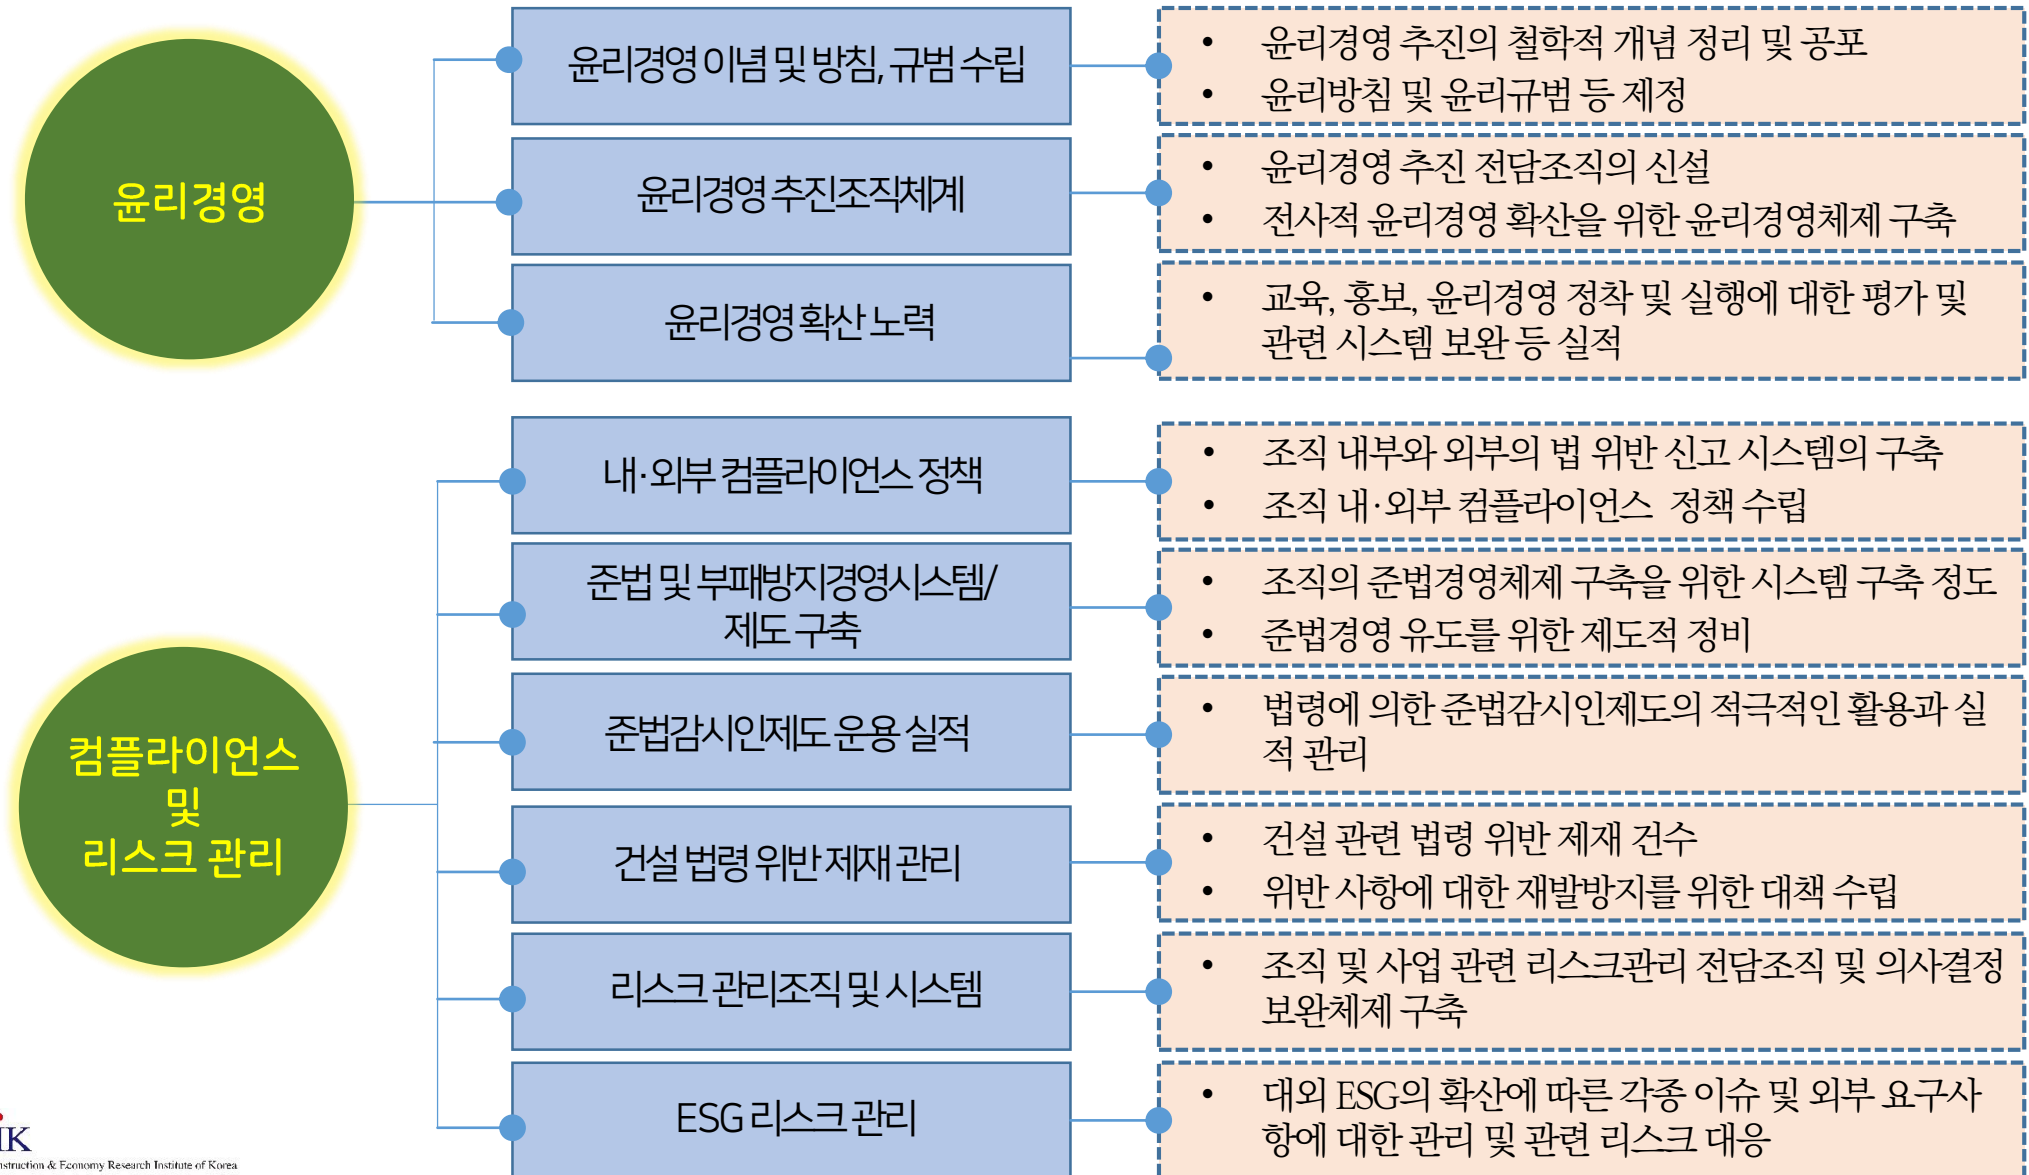 윤리경영
윤리경영 이념 및 방침, 규범 수립
• 윤리경영 추진의 철학적 개념 정리 및 공포
• 윤리방침 및 윤리규범 등 제정
윤리경영 추진조직체계
• 윤리경영 추진 전담조직의 신설
• 전사적 윤리경영 확산을 위한 윤리경영체제 구축
윤리경영 확산 노력
• 교육, 홍보, 윤리경영 정착 및 실행에 대한 평가 및
관련 시스템 보완 등 실적
컴플라이언스
및
리스크 관리
내·외부 컴플라이언스 정책
• 조직 내부와 외부의 법 위반 신고 시스템의 구축
• 조직 내·외부 컴플라이언스 정책 수립
준법 및 부패방지경영시스템/
제도 구축
• 조직의 준법경영체제 구축을 위한 시스템 구축 정도
• 준법경영 유도를 위한 제도적 정비
준법감시인제도 운용 실적
• 법령에 의한 준법감시인제도의 적극적인 활용과 실
적 관리
건설 법령 위반 제재 관리
• 건설 관련 법령 위반 제재 건수
• 위반 사항에 대한 재발방지를 위한 대책 수립
리스크 관리조직 및 시스템
• 조직 및 사업 관련 리스크관리 전담조직 및 의사결정
보완체제 구축
ESG 리스크 관리
• 대외 ESG의 확산에 따른 각종 이슈 및 외부 요구사
항에 대한 관리 및 관련 리스크 대응
IK
nstruction & Economy Research Institute of Korea